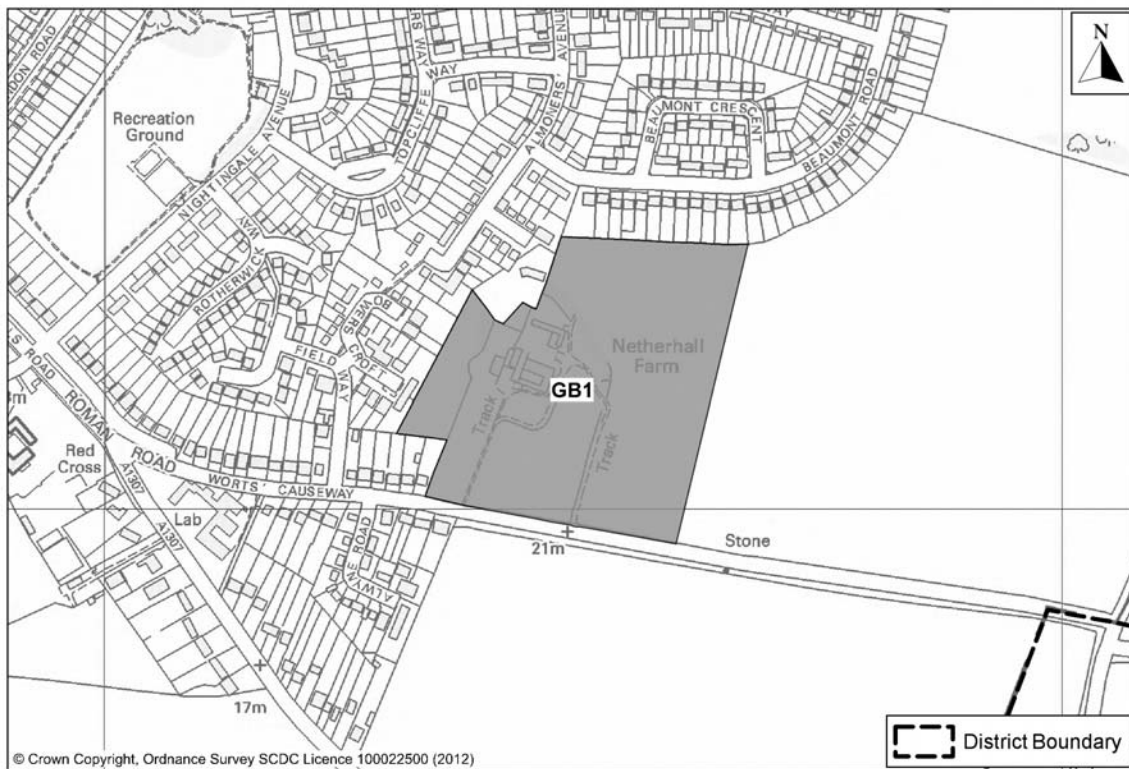 N
Recreation
Ground
NIGHTINGALE AVENUE
TOPCLIFFE WAY
ALMONERS' AVENUE
BEAUMONT CRESCENT
BEAUMONT ROAD
ROTHERWICK WAY
BOWERS CROFT
FIELD WAY
Netherhall
Farm
GB1
Track
Track
ROMAN ROAD
Red
Cross
A1307
A1307
WORTS' CAUSEWAY
Lab
ALWYNE ROAD
21m
Stone
17m
District Boundary
© Crown Copyright, Ordnance Survey SCDC Licence 100022500 (2012)